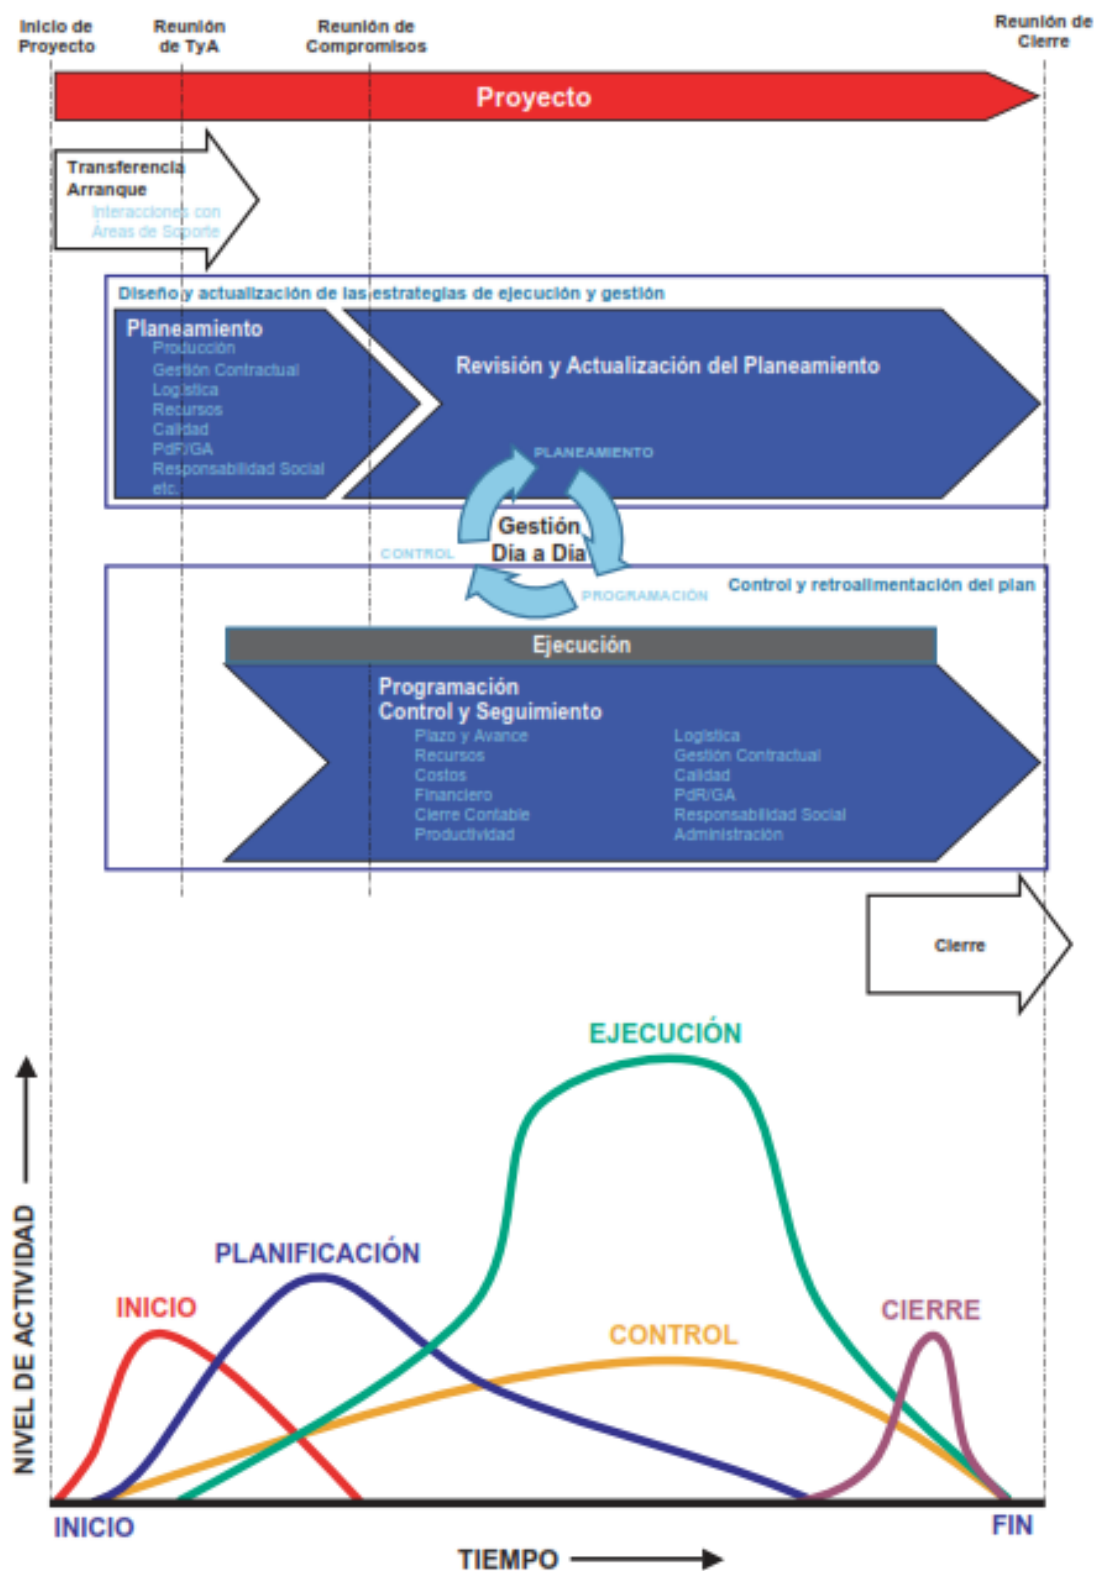 Inicio de
Proyecto
Reunión
de TyA
Reunión de
Compromisos
Reunión de
Cierre
Proyecto
Transferencia
Arranque
Interacciones con
Áreas de Soporte
Diseño y actualización de las estrategias de ejecución y gestión
Planeamiento
Producción
Gestión Contractual
Logística
Recursos
Calidad
PdF/GA
Responsabilidad Social
etc.
Revisión y Actualización del Planeamiento
PLANEAMIENTO
Gestión
Día a Día
CONTROL
PROGRAMACIÓN
Control y retroalimentación del plan
Ejecución
Programación
Control y Seguimiento
Plazo y Avance
Recursos
Costos
Financiero
Cierre Contable
Productividad
Logística
Gestión Contractual
Calidad
PdR/GA
Responsabilidad Social
Administración
Cierre
EJECUCIÓN
PLANIFICACIÓN
INICIO
CONTROL
CIERRE
NIVEL DE ACTIVIDAD
INICIO
FIN
TIEMPO